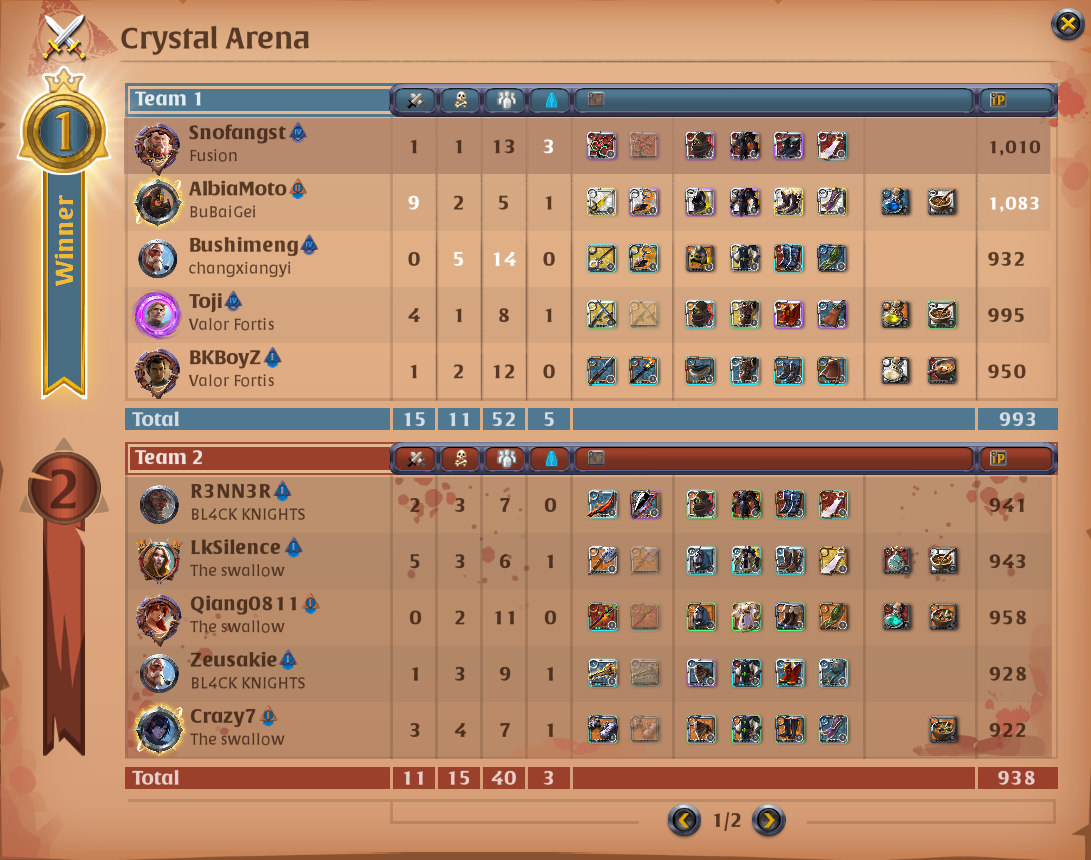 Crystal Arena
1
Winner
Team 1 iP
Snofangst
Fusion
1 1 13 3 1,010
AlbiaMoto
BuBaiGei
9 2 5 1 1,083
Bushimeng
changxiangyi
0 5 14 0 932
Toji
Valor Fortis
4 1 8 1 995
BKBoyZ
Valor Fortis
1 2 12 0 950
Total 15 11 52 5 993
2
Team 2 iP
R3NN3R
BL4CK KNIGHTS
2 3 7 0 941
LkSilence
The swallow
5 3 6 1 943
Qiang0811
The swallow
0 2 11 0 958
Zeusakie
BL4CK KNIGHTS
1 3 9 1 928
Crazy7
The swallow
3 4 7 1 922
Total 11 15 40 3 938
1/2